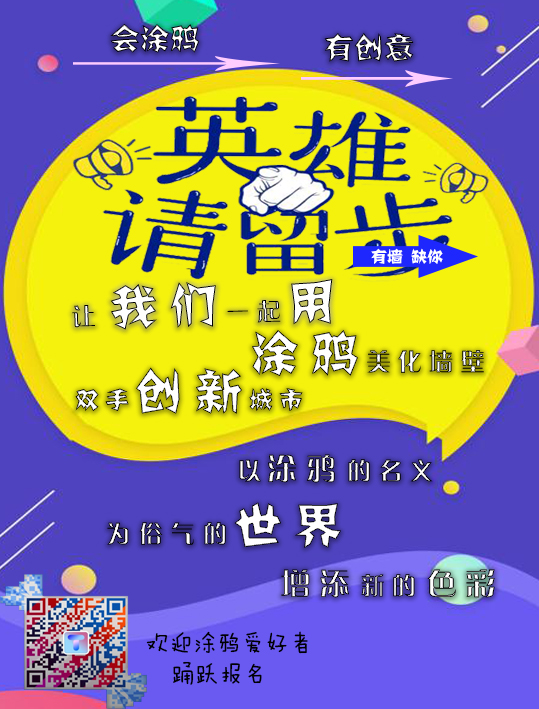 会涂鸦
有创意
英雄
请留步
有墙 缺你
让我们一起用
涂鸦美化墙壁
双手创新城市
以涂鸦的名义
为俗气的世界
增添新的色彩
欢迎涂鸦爱好者
踊跃报名